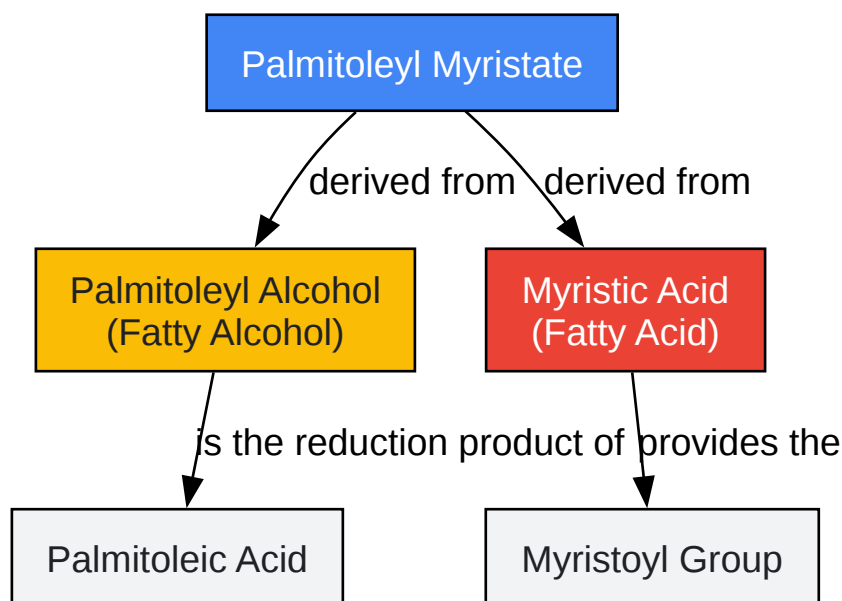 Palmitoleyl Myristate
derived from
derived from
Palmitoleyl Alcohol
(Fatty Alcohol)
Myristic Acid
(Fatty Acid)
is the reduction product of
provides the
Palmitoleic Acid
Myristoyl Group